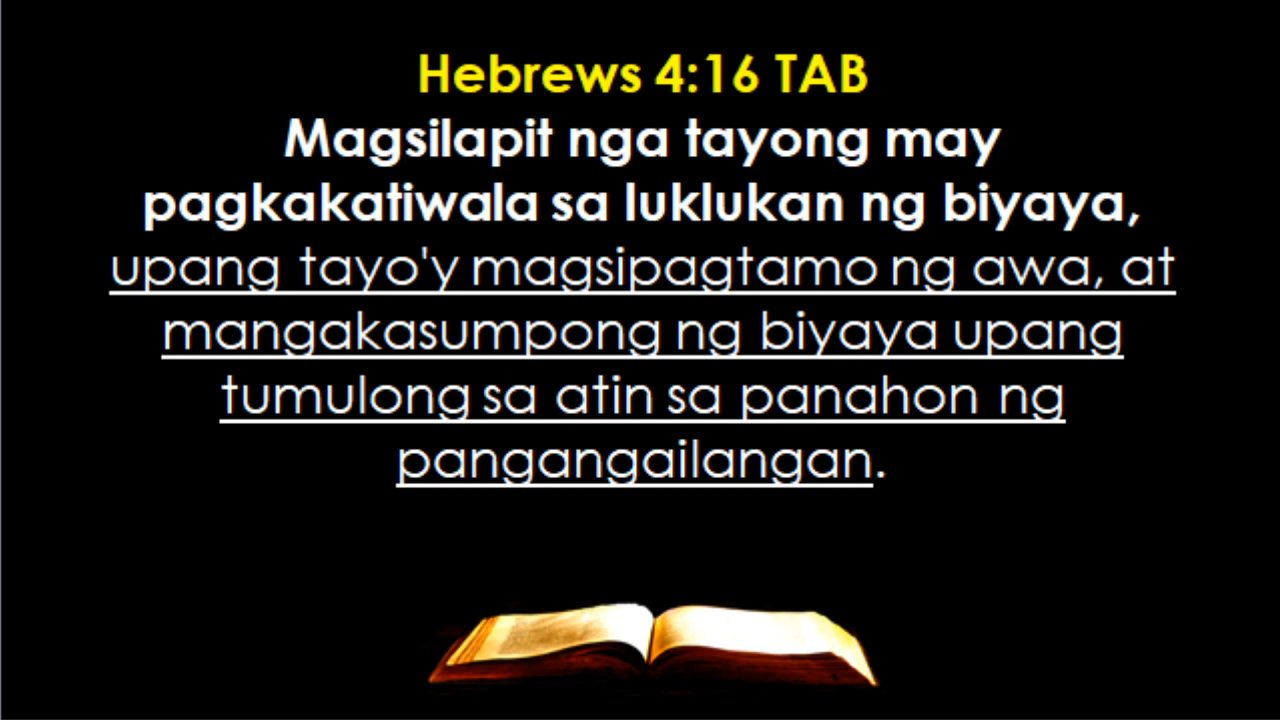 Hebrews 4:16 TAB
Magsilapit nga tayong may
pagkakatiwala sa luklukan ng biyaya,
upang tayo'y magsipagtamo ng awa, at
mangakasumpong ng biyaya upang
tumulong sa atin sa panahon ng
pangangailangan.